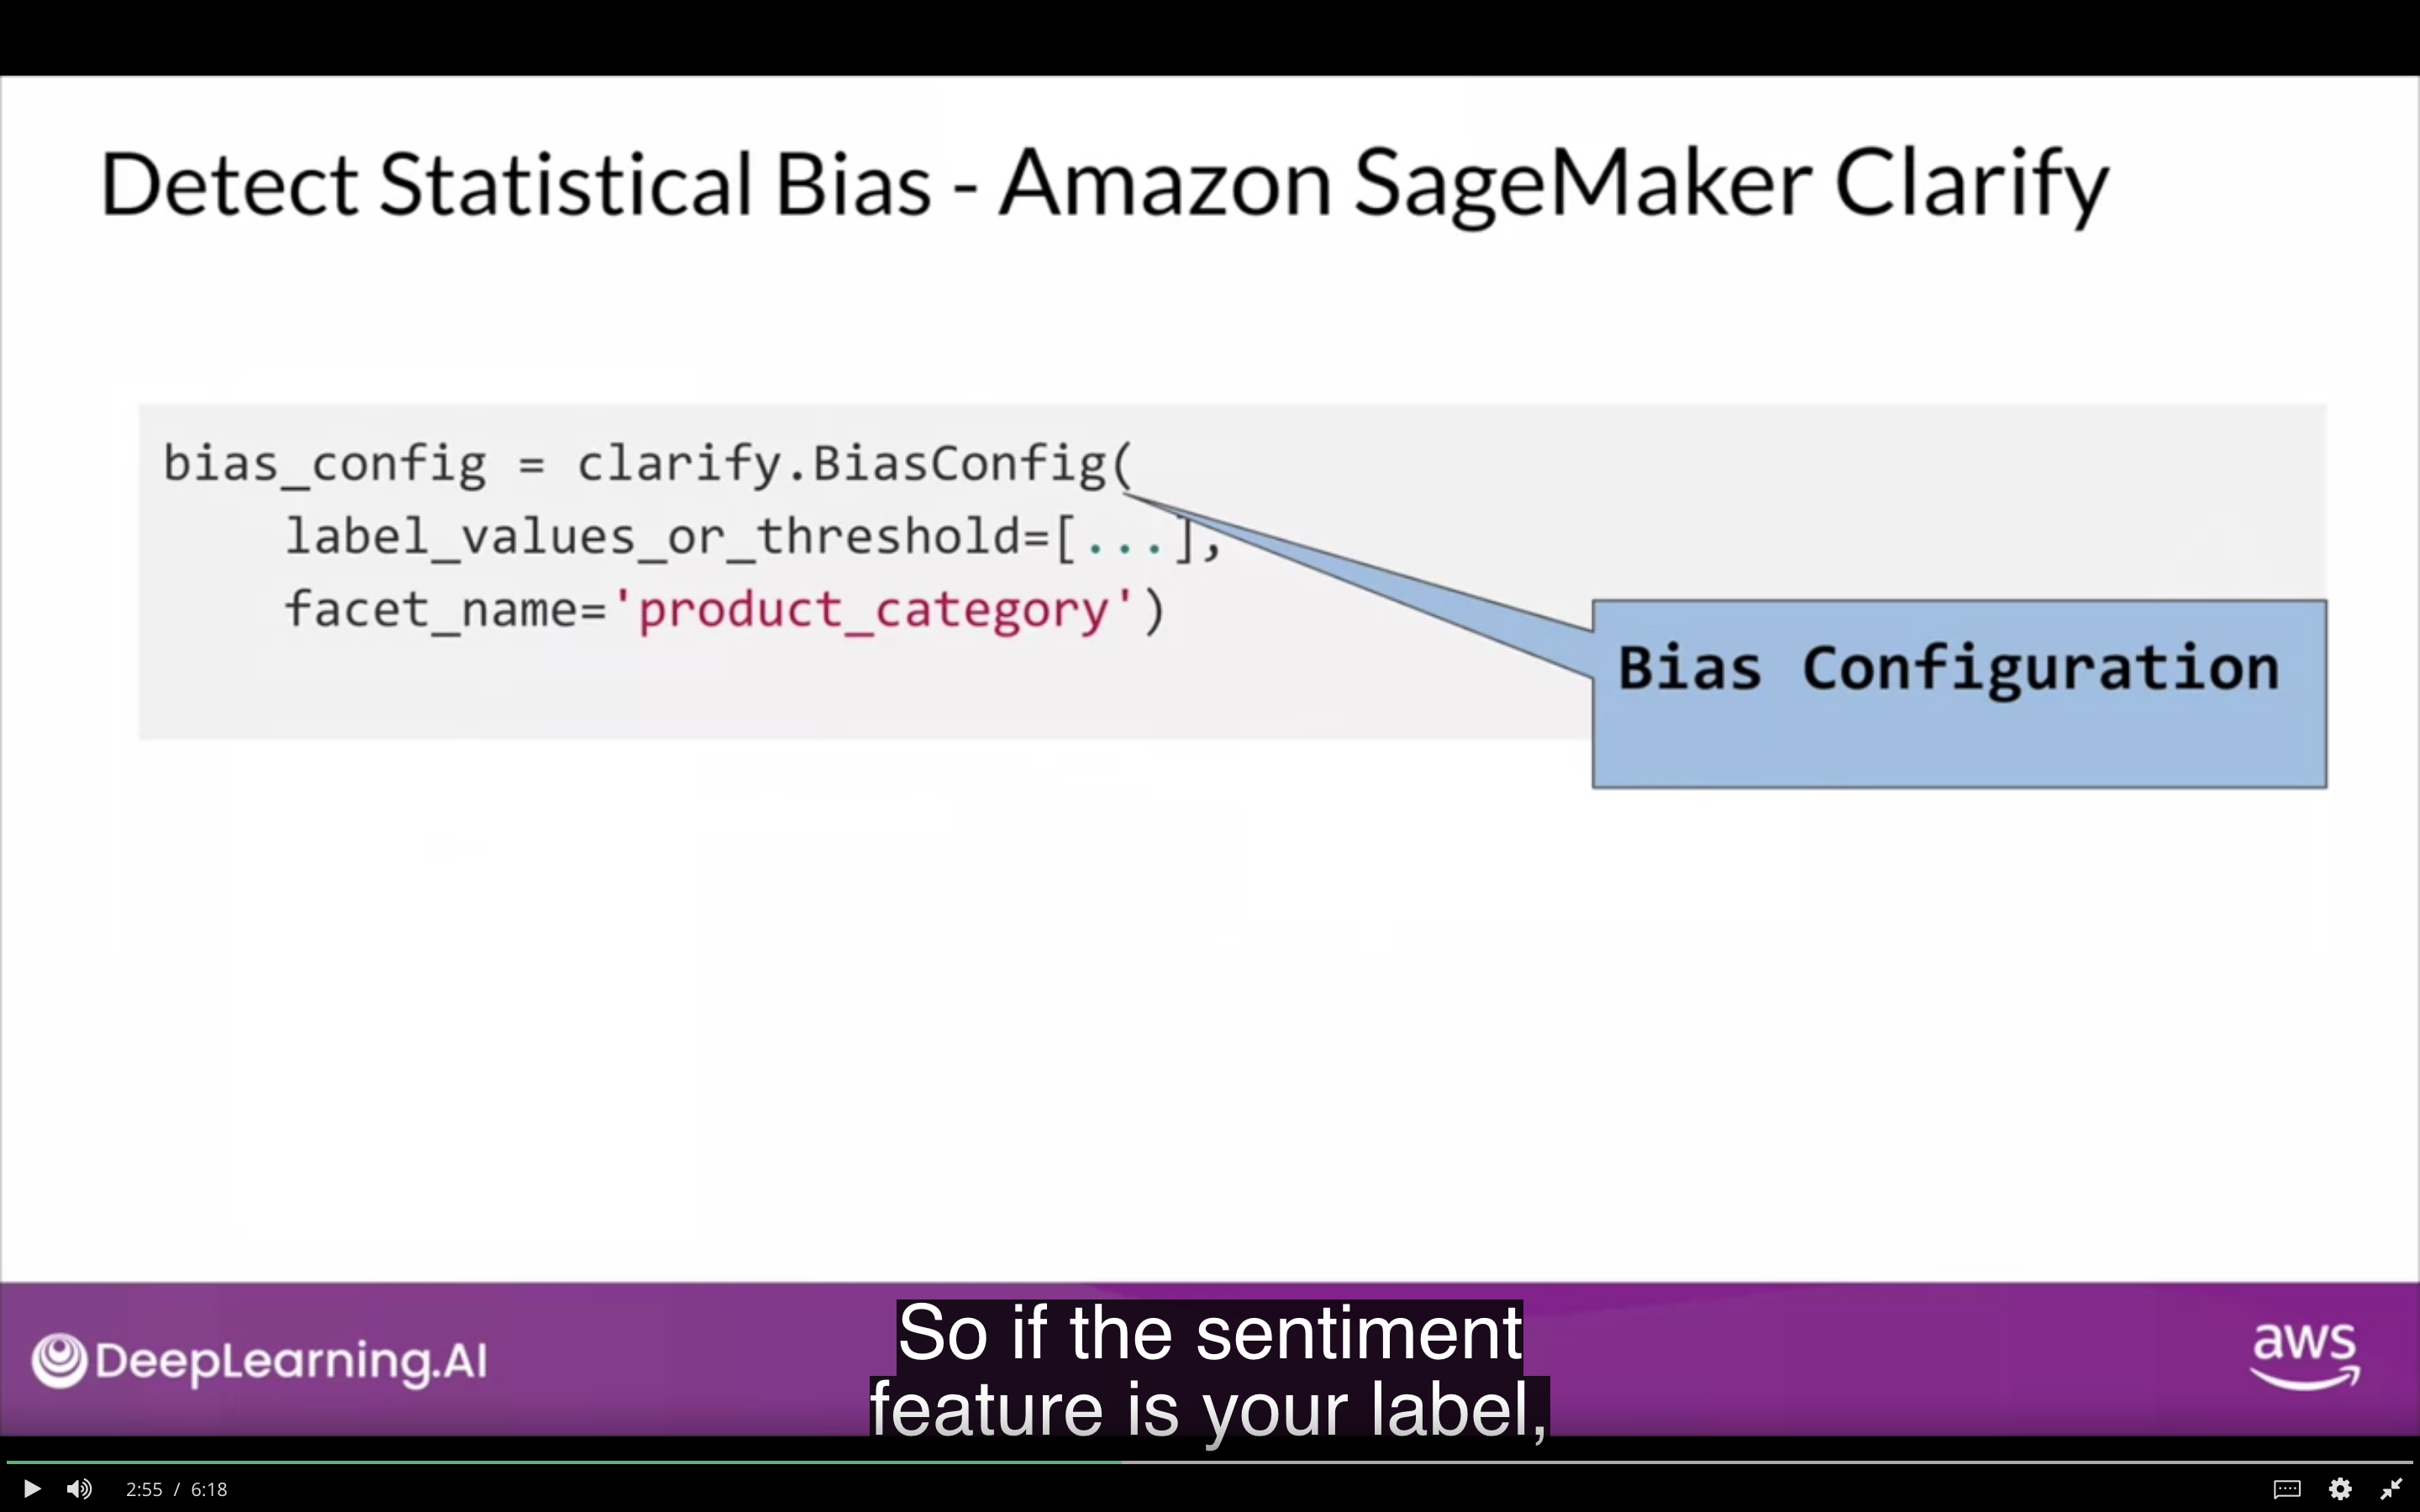 Detect Statistical Bias - Amazon SageMaker Clarify
bias_config = clarify.BiasConfig(
label_values_or_threshold=[...],
facet_name='product_category')
Bias Configuration
DeepLearning.AI
So if the sentiment
feature is your label,
aws
2:55 / 6:18